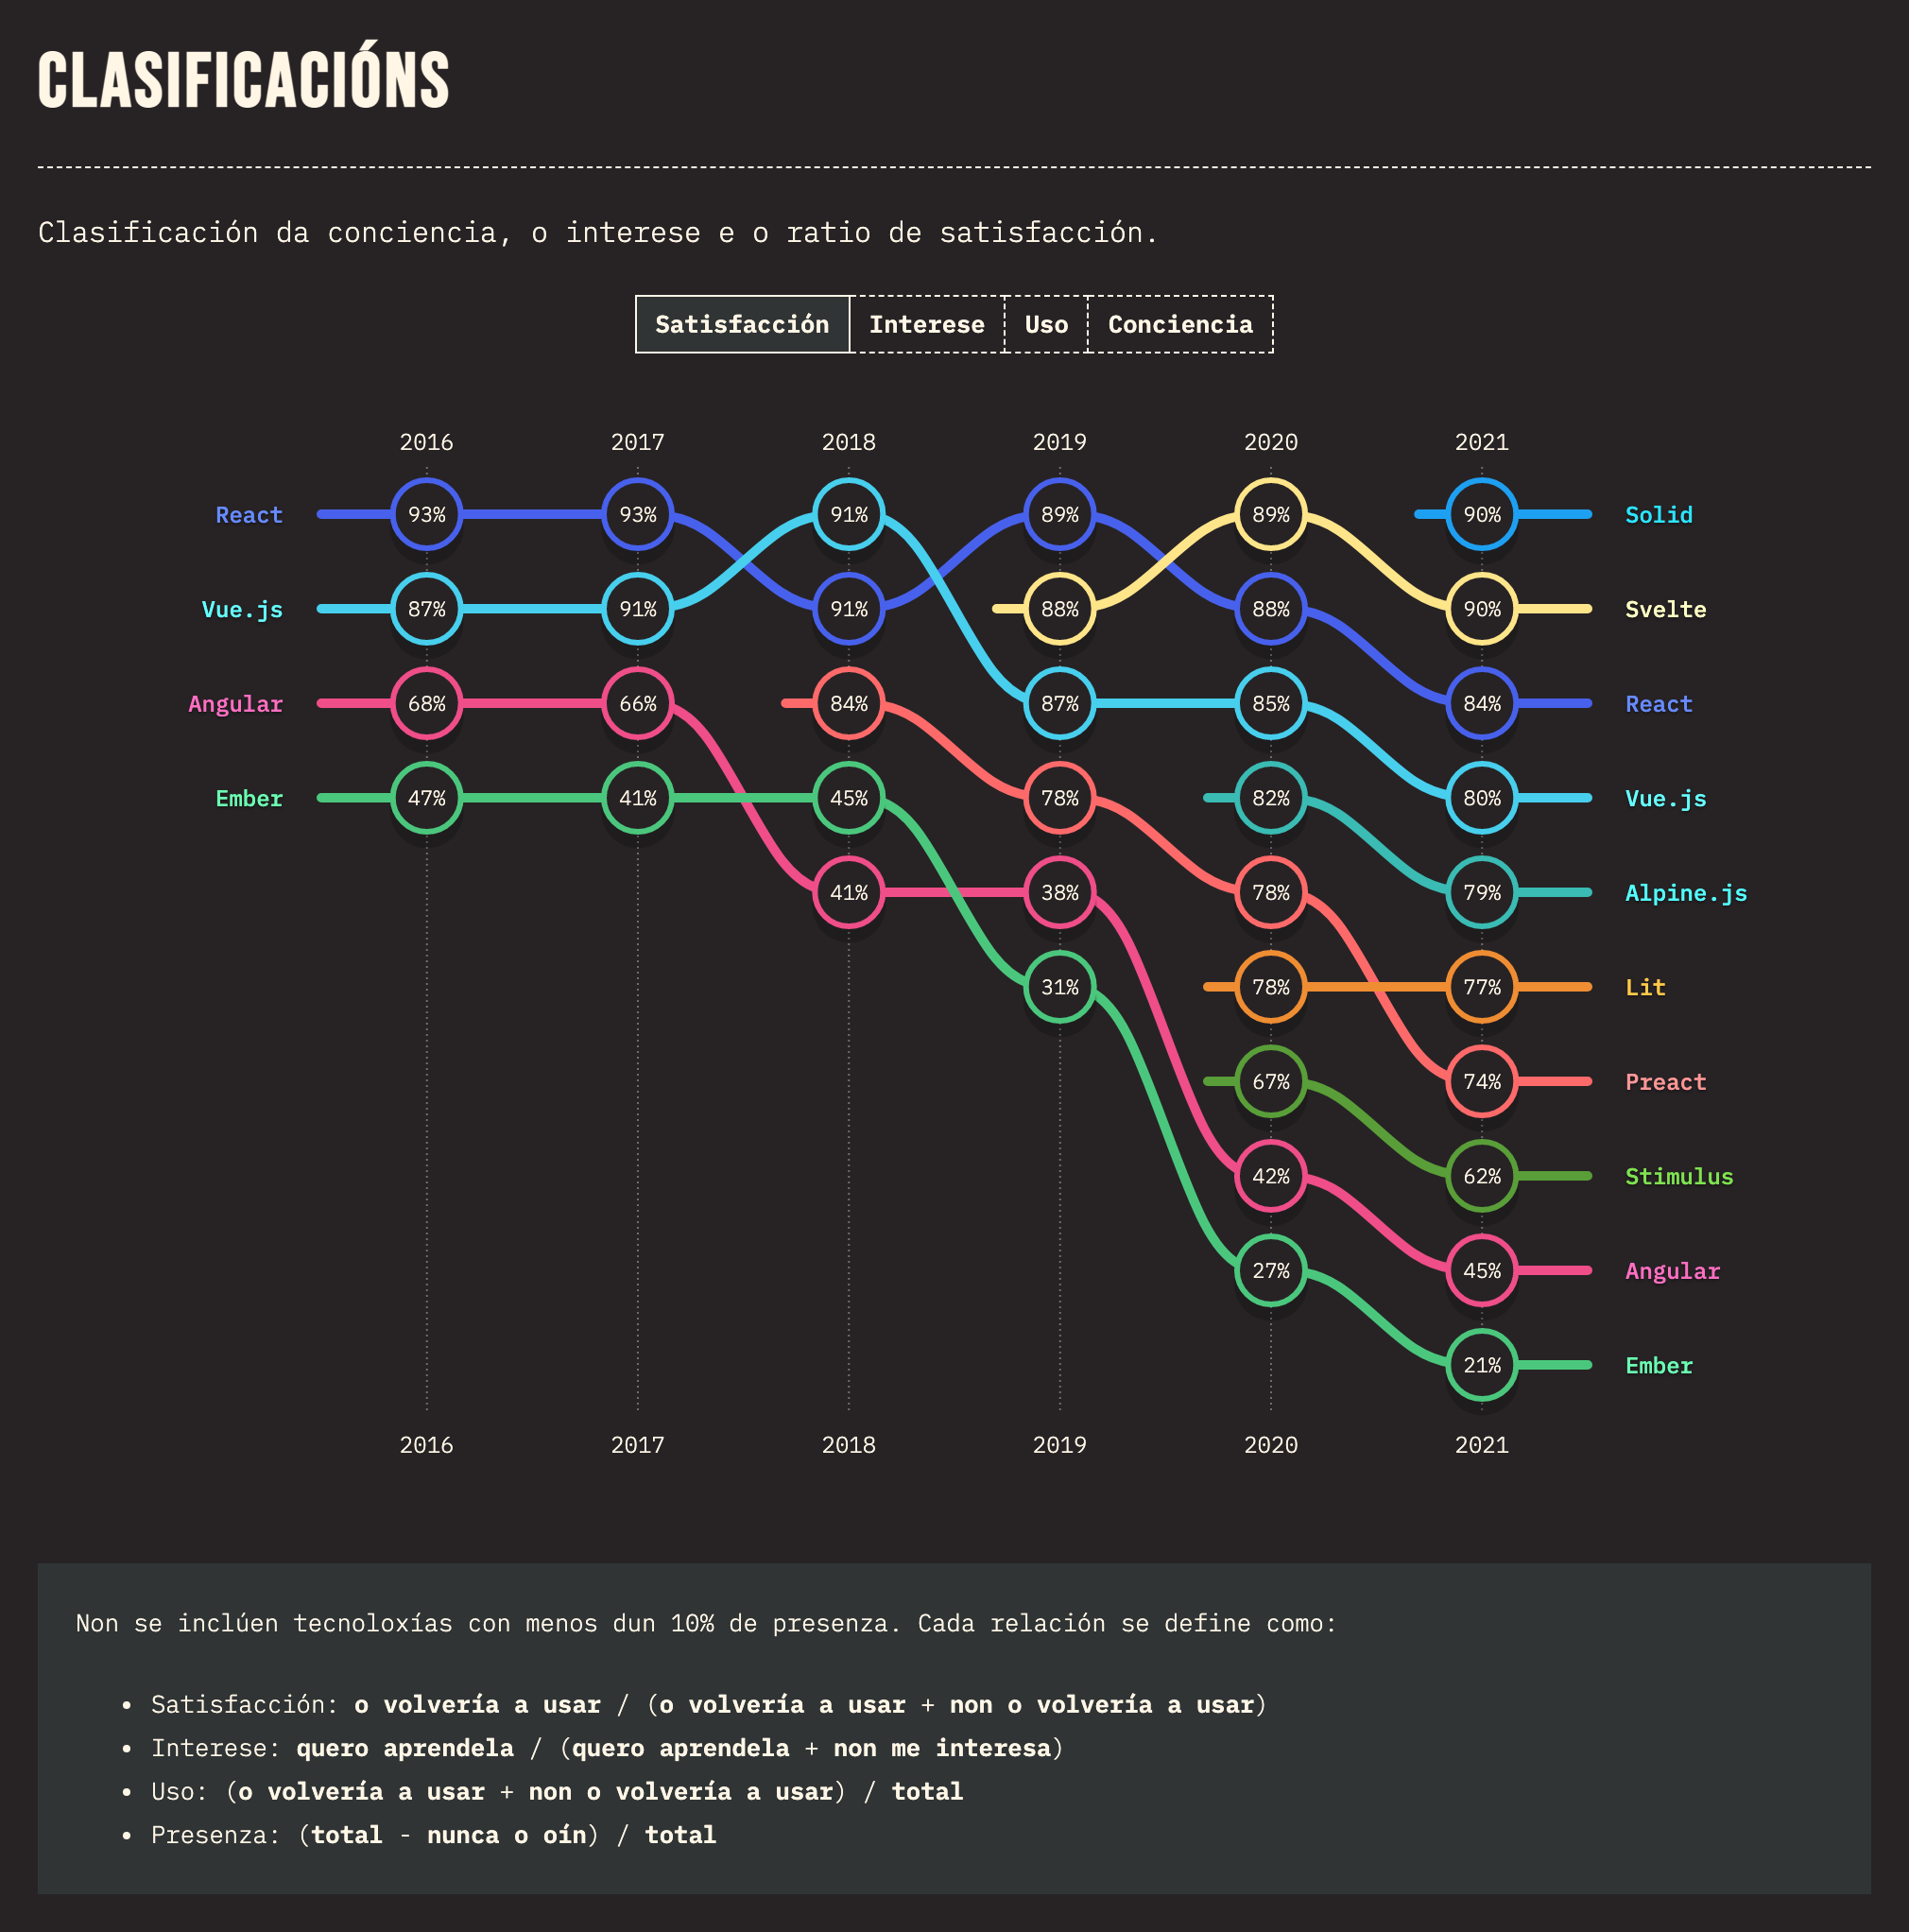 CLASIFICACIÓNS
Clasificación da conciencia, o interese e o ratio de satisfacción.
Satisfacción Interese Uso Conciencia
2016 2017 2018 2019 2020 2021
React 93% 93% 91% 89% 89% 90% Solid
Vue.js 87% 91% 91% 88% 88% 90% Svelte
Angular 68% 66% 84% 87% 85% 84% React
Ember 47% 41% 45% 78% 82% 80% Vue.js
41% 38% 78% 79% Alpine.js
31% 78% 77% Lit
67% 74% Preact
42% 62% Stimulus
27% 45% Angular
21% Ember
2016 2017 2018 2019 2020 2021
Non se inclúen tecnoloxías con menos dun 10% de presenza. Cada relación se define como:
• Satisfacción: o volvería a usar / (o volvería a usar + non o volvería a usar)
• Interese: quero aprendela / (quero aprendela + non me interesa)
• Uso: (o volvería a usar + non o volvería a usar) / total
• Presenza: (total - nunca o oín) / total